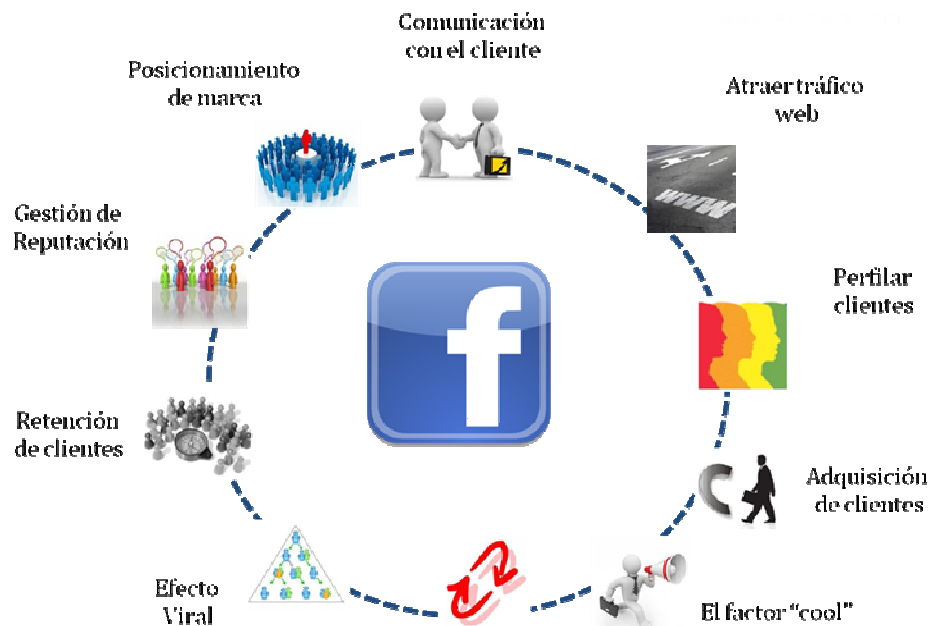 Comunicación
con el cliente
Atraer tráfico
web
WWW
Perfilar
clientes
Adquisición
de clientes
El factor “cool”
Efecto
Viral
Retención
de clientes
Gestión de
Reputación
Posicionamiento
de marca
f